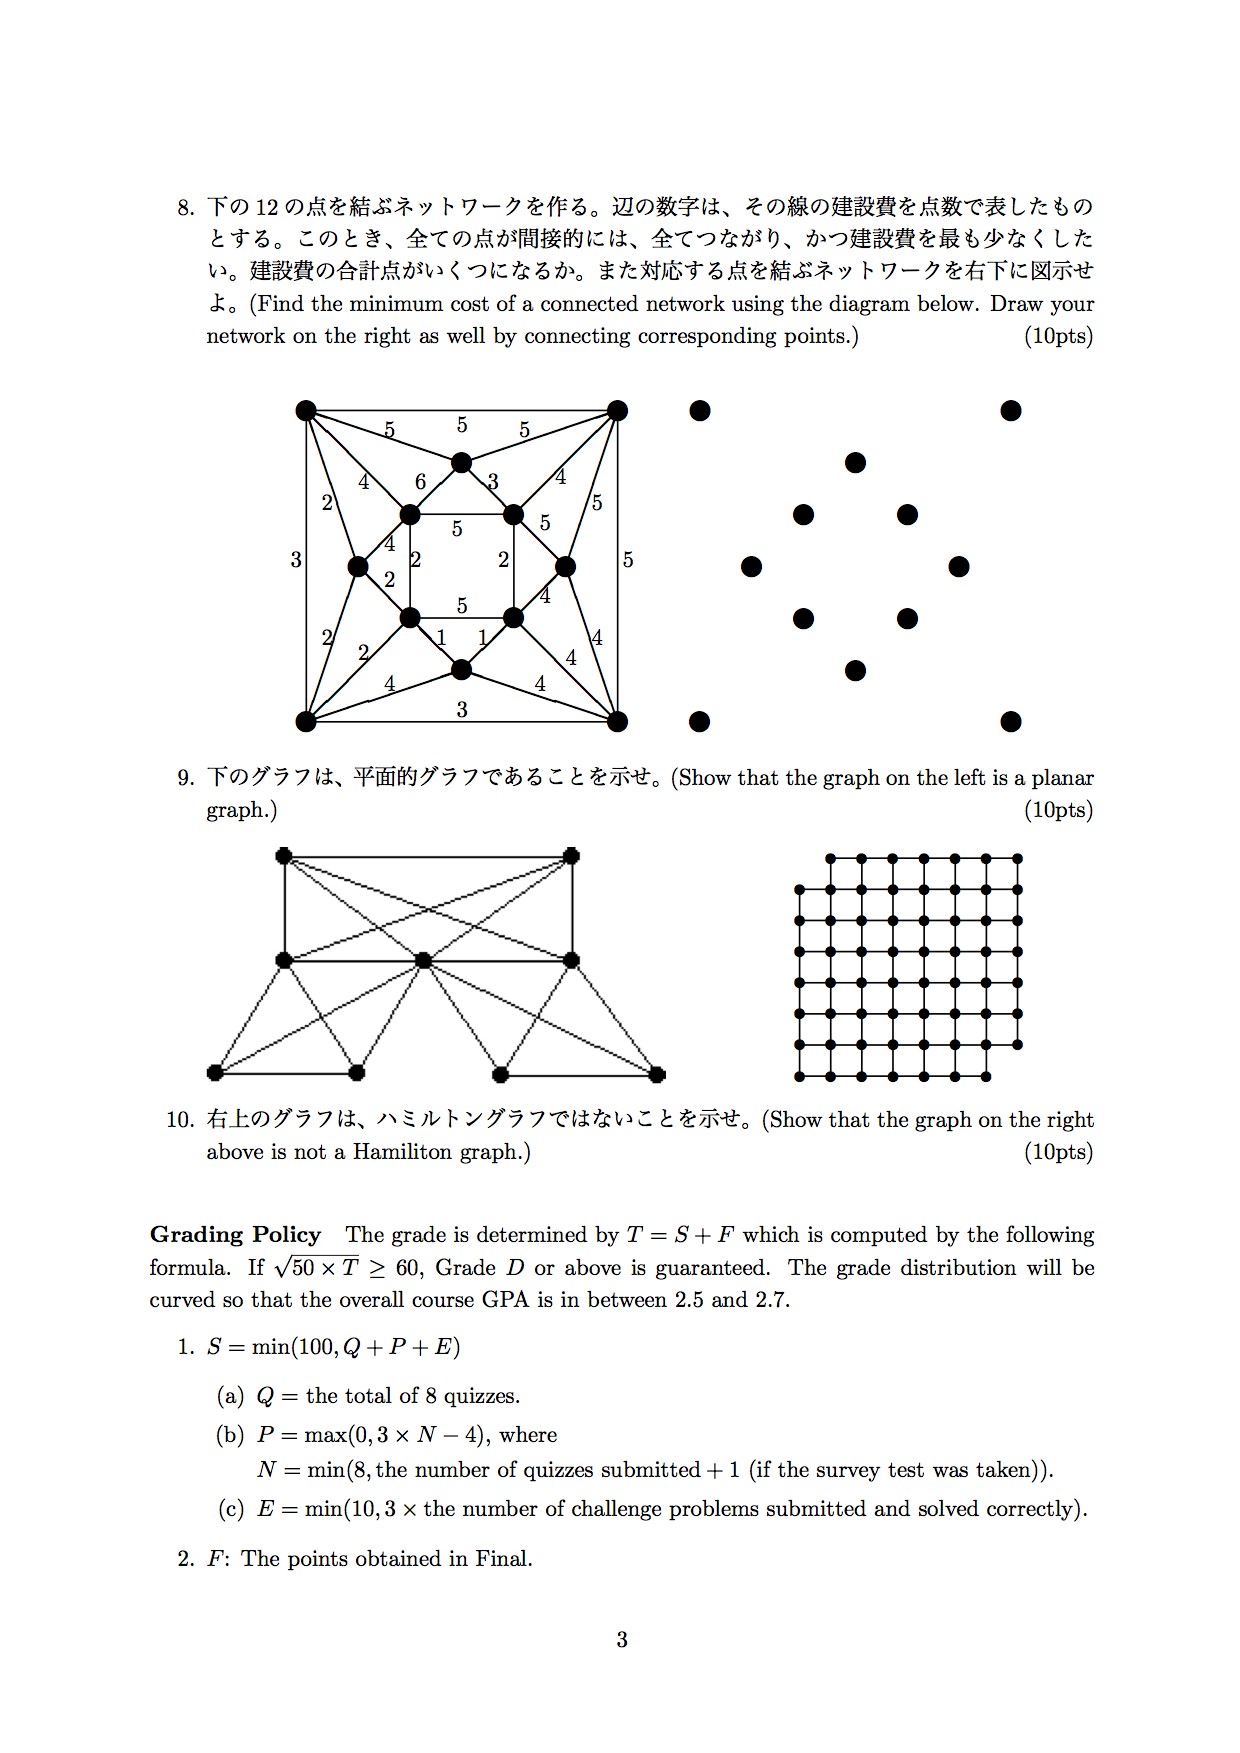 8. 下の 12 の点を結ぶネットワークを作る。辺の数字は、その線の建設費を点数で表したもの
とする。このとき、全ての点が間接的には、全てつながり、かつ建設費を最も少なくした
い。建設費の合計点がいくつになるか。また対応する点を結ぶネットワークを右下に図示せ
よ。(Find the minimum cost of a connected network using the diagram below. Draw your
network on the right as well by connecting corresponding points.) (10pts)
5 5 5
4 6 3 4
2 5 5 5
3 4 2 2 5
2 5 4
2 2 1 1 4 4
4 4
3
9. 下のグラフは、平面的グラフであることを示せ。(Show that the graph on the left is a planar
graph.) (10pts)
10. 右上のグラフは、ハミルトングラフではないことを示せ。(Show that the graph on the right
above is not a Hamiliton graph.) (10pts)
Grading Policy The grade is determined by T = S + F which is computed by the following
formula. If √50 × T ≥ 60, Grade D or above is guaranteed. The grade distribution will be
curved so that the overall course GPA is in between 2.5 and 2.7.
1. S = min(100, Q + P + E)
(a) Q = the total of 8 quizzes.
(b) P = max(0, 3 × N − 4), where
N = min(8, the number of quizzes submitted + 1 (if the survey test was taken)).
(c) E = min(10, 3 × the number of challenge problems submitted and solved correctly).
2. F: The points obtained in Final.
3